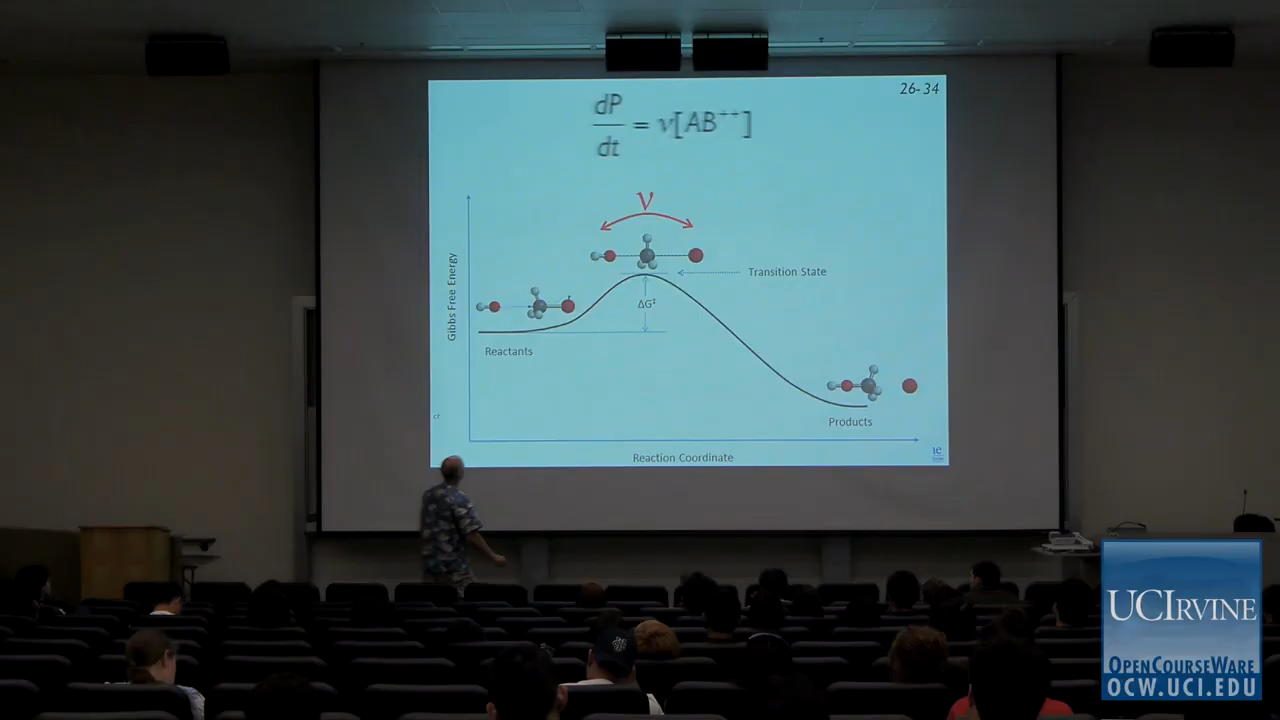 26-34
dP
dt
= ν[AB⁺⁺]
ν
Transition State
ΔG‡
Gibbs Free Energy
Reactants
Products
Reaction Coordinate
UCIRVINE
OPENCOURSEWARE
OCW.UCI.EDU